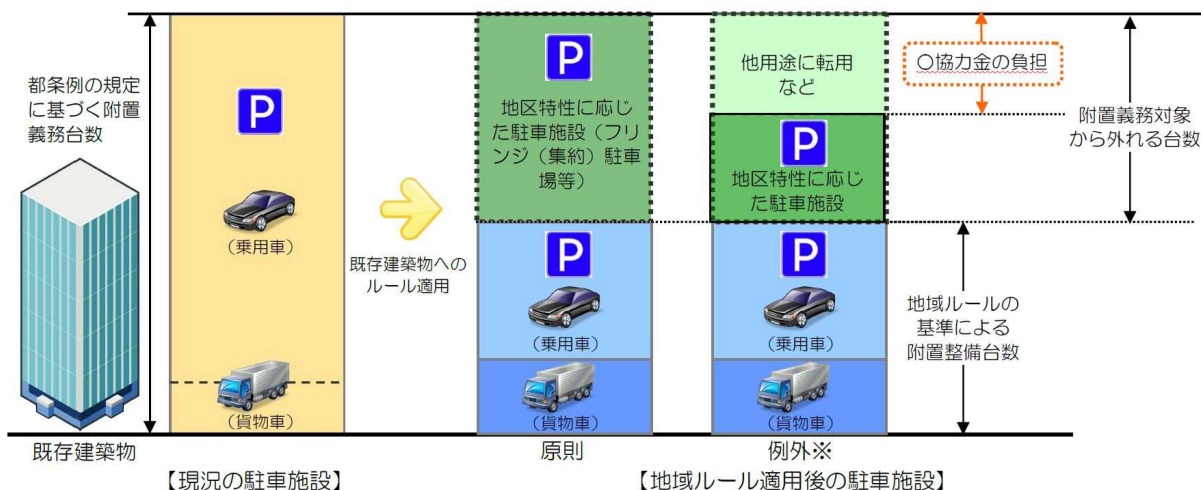 都条例の規定
に基づく附置
義務台数
既存建築物
P
（乗用車）
（貨物車）
【現況の駐車施設】
既存建築物への
ルール適用
P
地区特性に応じ
た駐車施設（フリ
ンジ（集約）駐車
場等）
P
（乗用車）
（貨物車）
原則
他用途に転用
など
P
地区特性に応じ
た駐車施設
P
（乗用車）
（貨物車）
例外※
【地域ルール適用後の駐車施設】
〇協力金の負担
附置義務対象
から外れる台数
地域ルールの
基準による
附置整備台数